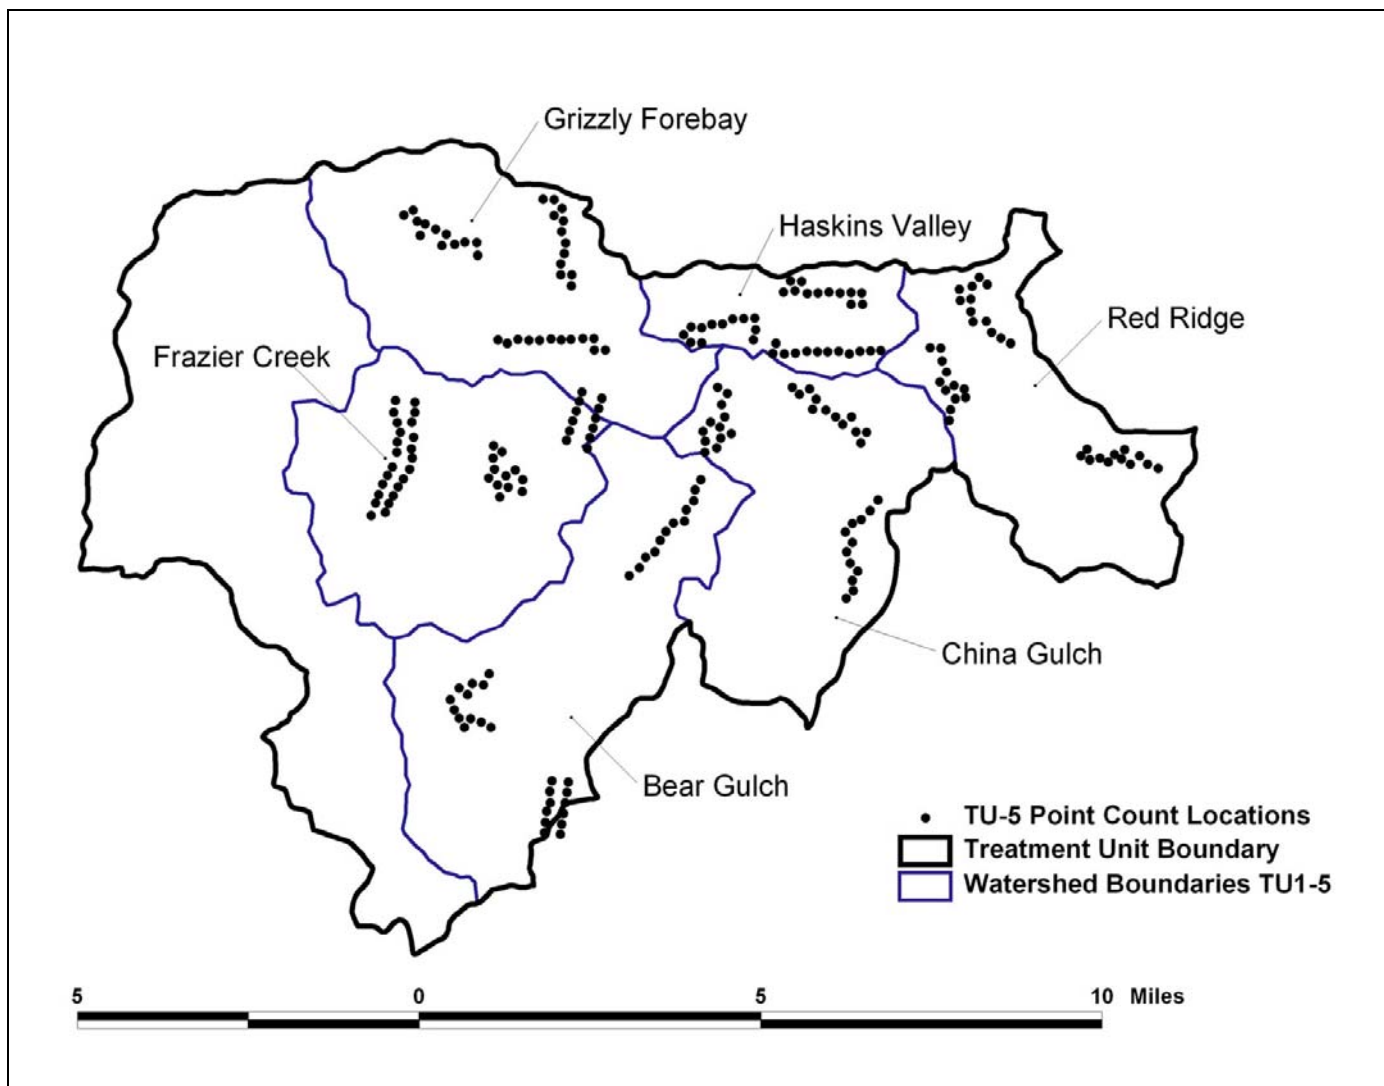 Grizzly Forebay
Haskins Valley
Red Ridge
Frazier Creek
China Gulch
Bear Gulch
TU-5 Point Count Locations
Treatment Unit Boundary
Watershed Boundaries TU1-5
5 0 5 10 Miles